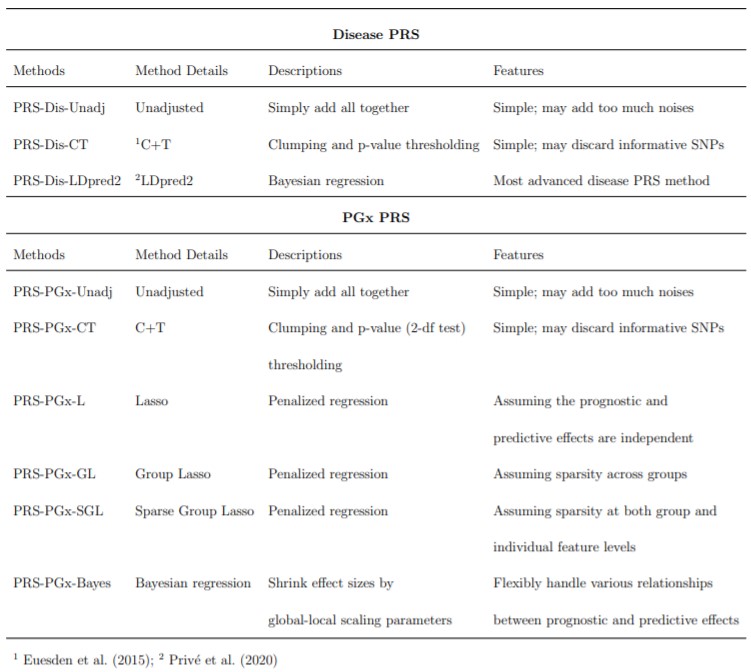 Disease PRS
Methods Method Details Descriptions Features
PRS-Dis-Unadj Unadjusted Simply add all together Simple; may add too much noises
PRS-Dis-CT ¹C+T Clumping and p-value thresholding Simple; may discard informative SNPs
PRS-Dis-LDpred2 ²LDpred2 Bayesian regression Most advanced disease PRS method
PGx PRS
Methods Method Details Descriptions Features
PRS-PGx-Unadj Unadjusted Simply add all together Simple; may add too much noises
PRS-PGx-CT C+T Clumping and p-value (2-df test) Simple; may discard informative SNPs
thresholding
PRS-PGx-L Lasso Penalized regression Assuming the prognostic and
predictive effects are independent
PRS-PGx-GL Group Lasso Penalized regression Assuming sparsity across groups
PRS-PGx-SGL Sparse Group Lasso Penalized regression Assuming sparsity at both group and
individual feature levels
PRS-PGx-Bayes Bayesian regression Shrink effect sizes by Flexibly handle various relationships
global-local scaling parameters between prognostic and predictive effects
¹ Euesden et al. (2015); ² Privé et al. (2020)